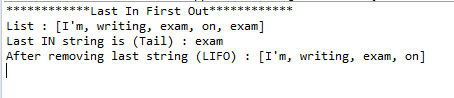 ************Last In First Out************
List : [I'm, writing, exam, on, exam]
Last IN string is (Tail) : exam
After removing last string (LIFO) : [I'm, writing, exam, on]